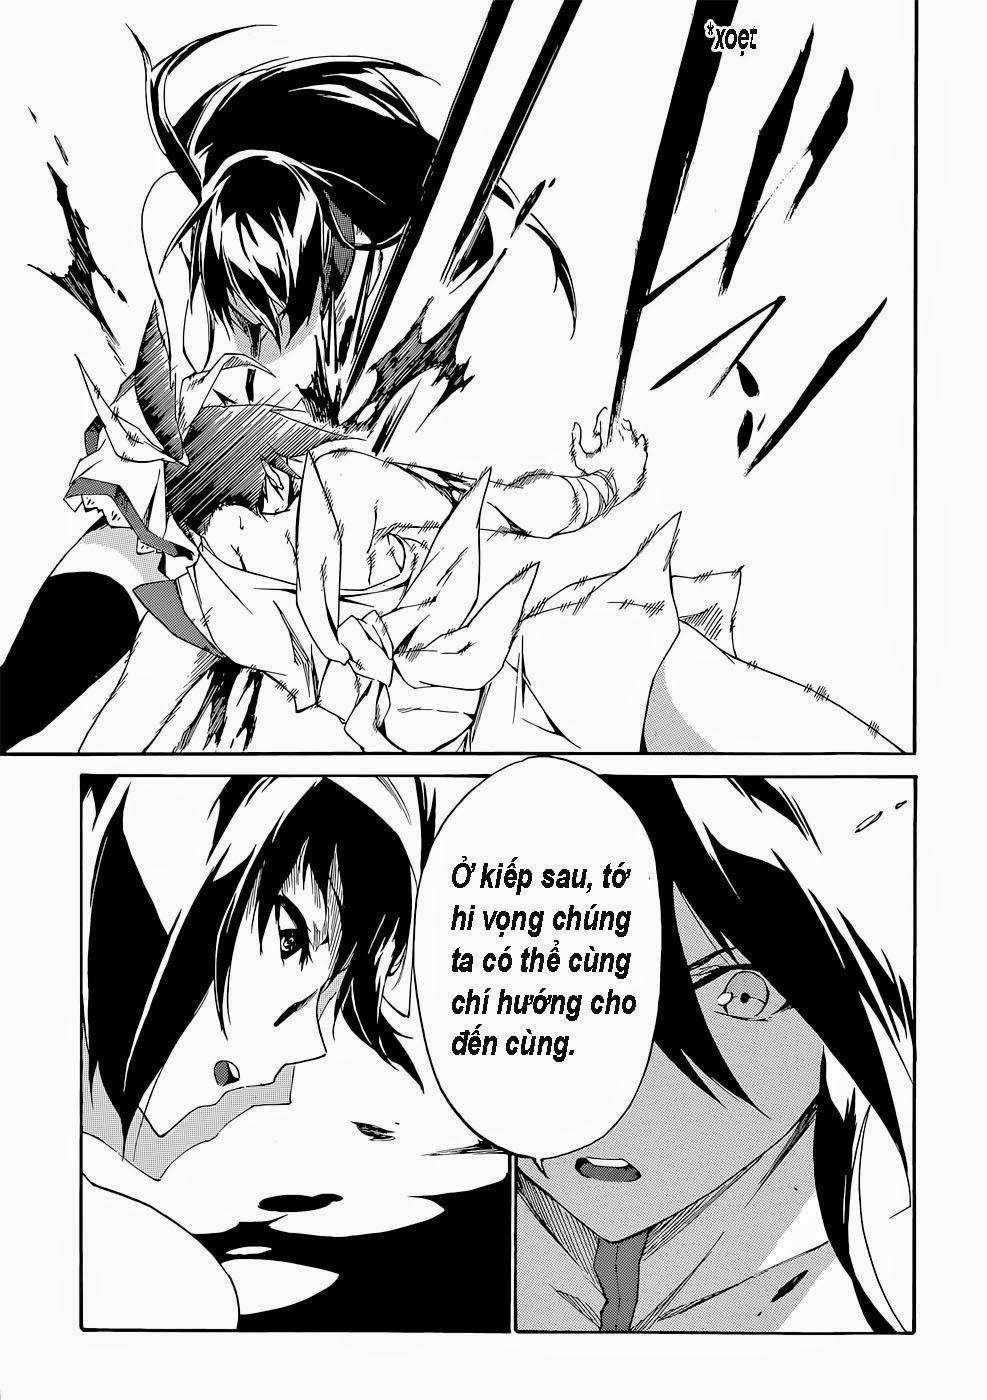 *xoẹt
Ở kiếp sau, tớ
hi vọng chúng
ta có thể cùng
chí hướng cho
đến cùng.